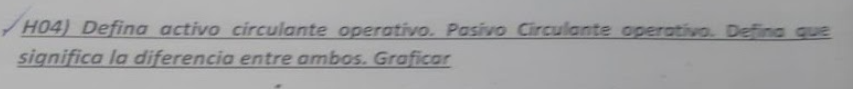 H04) Defina activo circulante operativo. Pasivo Circulante operativo. Defina que
significa la diferencia entre ambos. Graficar